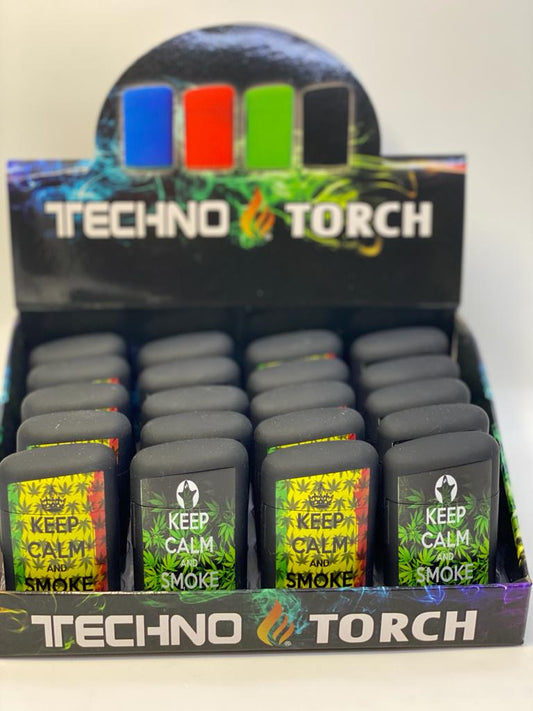 TECHNO TORCH
KEEP
CALM
AND
SMOKE
KEEP
CALM
AND
SMOKE
KEEP
CALM
AND
SMOKE
KEEP
CALM
AND
SMOKE
TECHNO TORCH